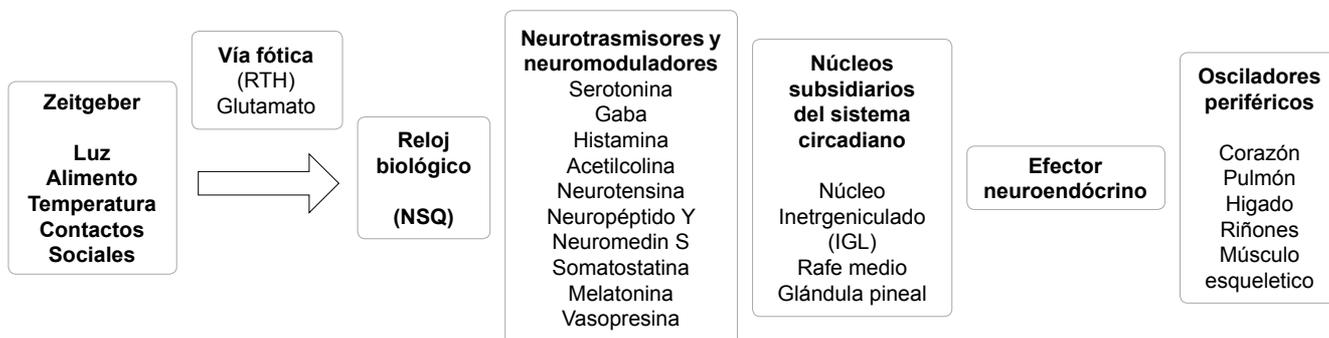 Zeitgeber
Luz
Alimento
Temperatura
Contactos
Sociales
Vía fótica
(RTH)
Glutamato
Reloj
biológico
(NSQ)
Neurotrasmisores y
neuromoduladores
Serotonina
Gaba
Histamina
Acetilcolina
Neurotensina
Neuropéptido Y
Neuromedin S
Somatostatina
Melatonina
Vasopresina
Núcleos
subsidiarios
del sistema
circadiano
Núcleo
Inetrgeniculado
(IGL)
Rafe medio
Glándula pineal
Efector
neuroendócrino
Osciladores
periféricos
Corazón
Pulmón
Higado
Riñones
Músculo
esqueletico